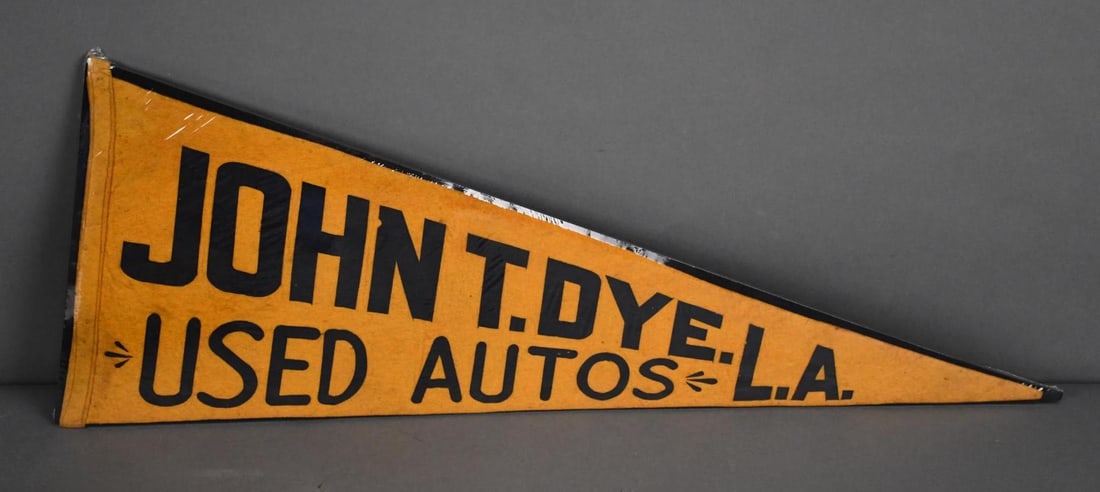 JOHN T. DYE. L.A.
USED AUTOS